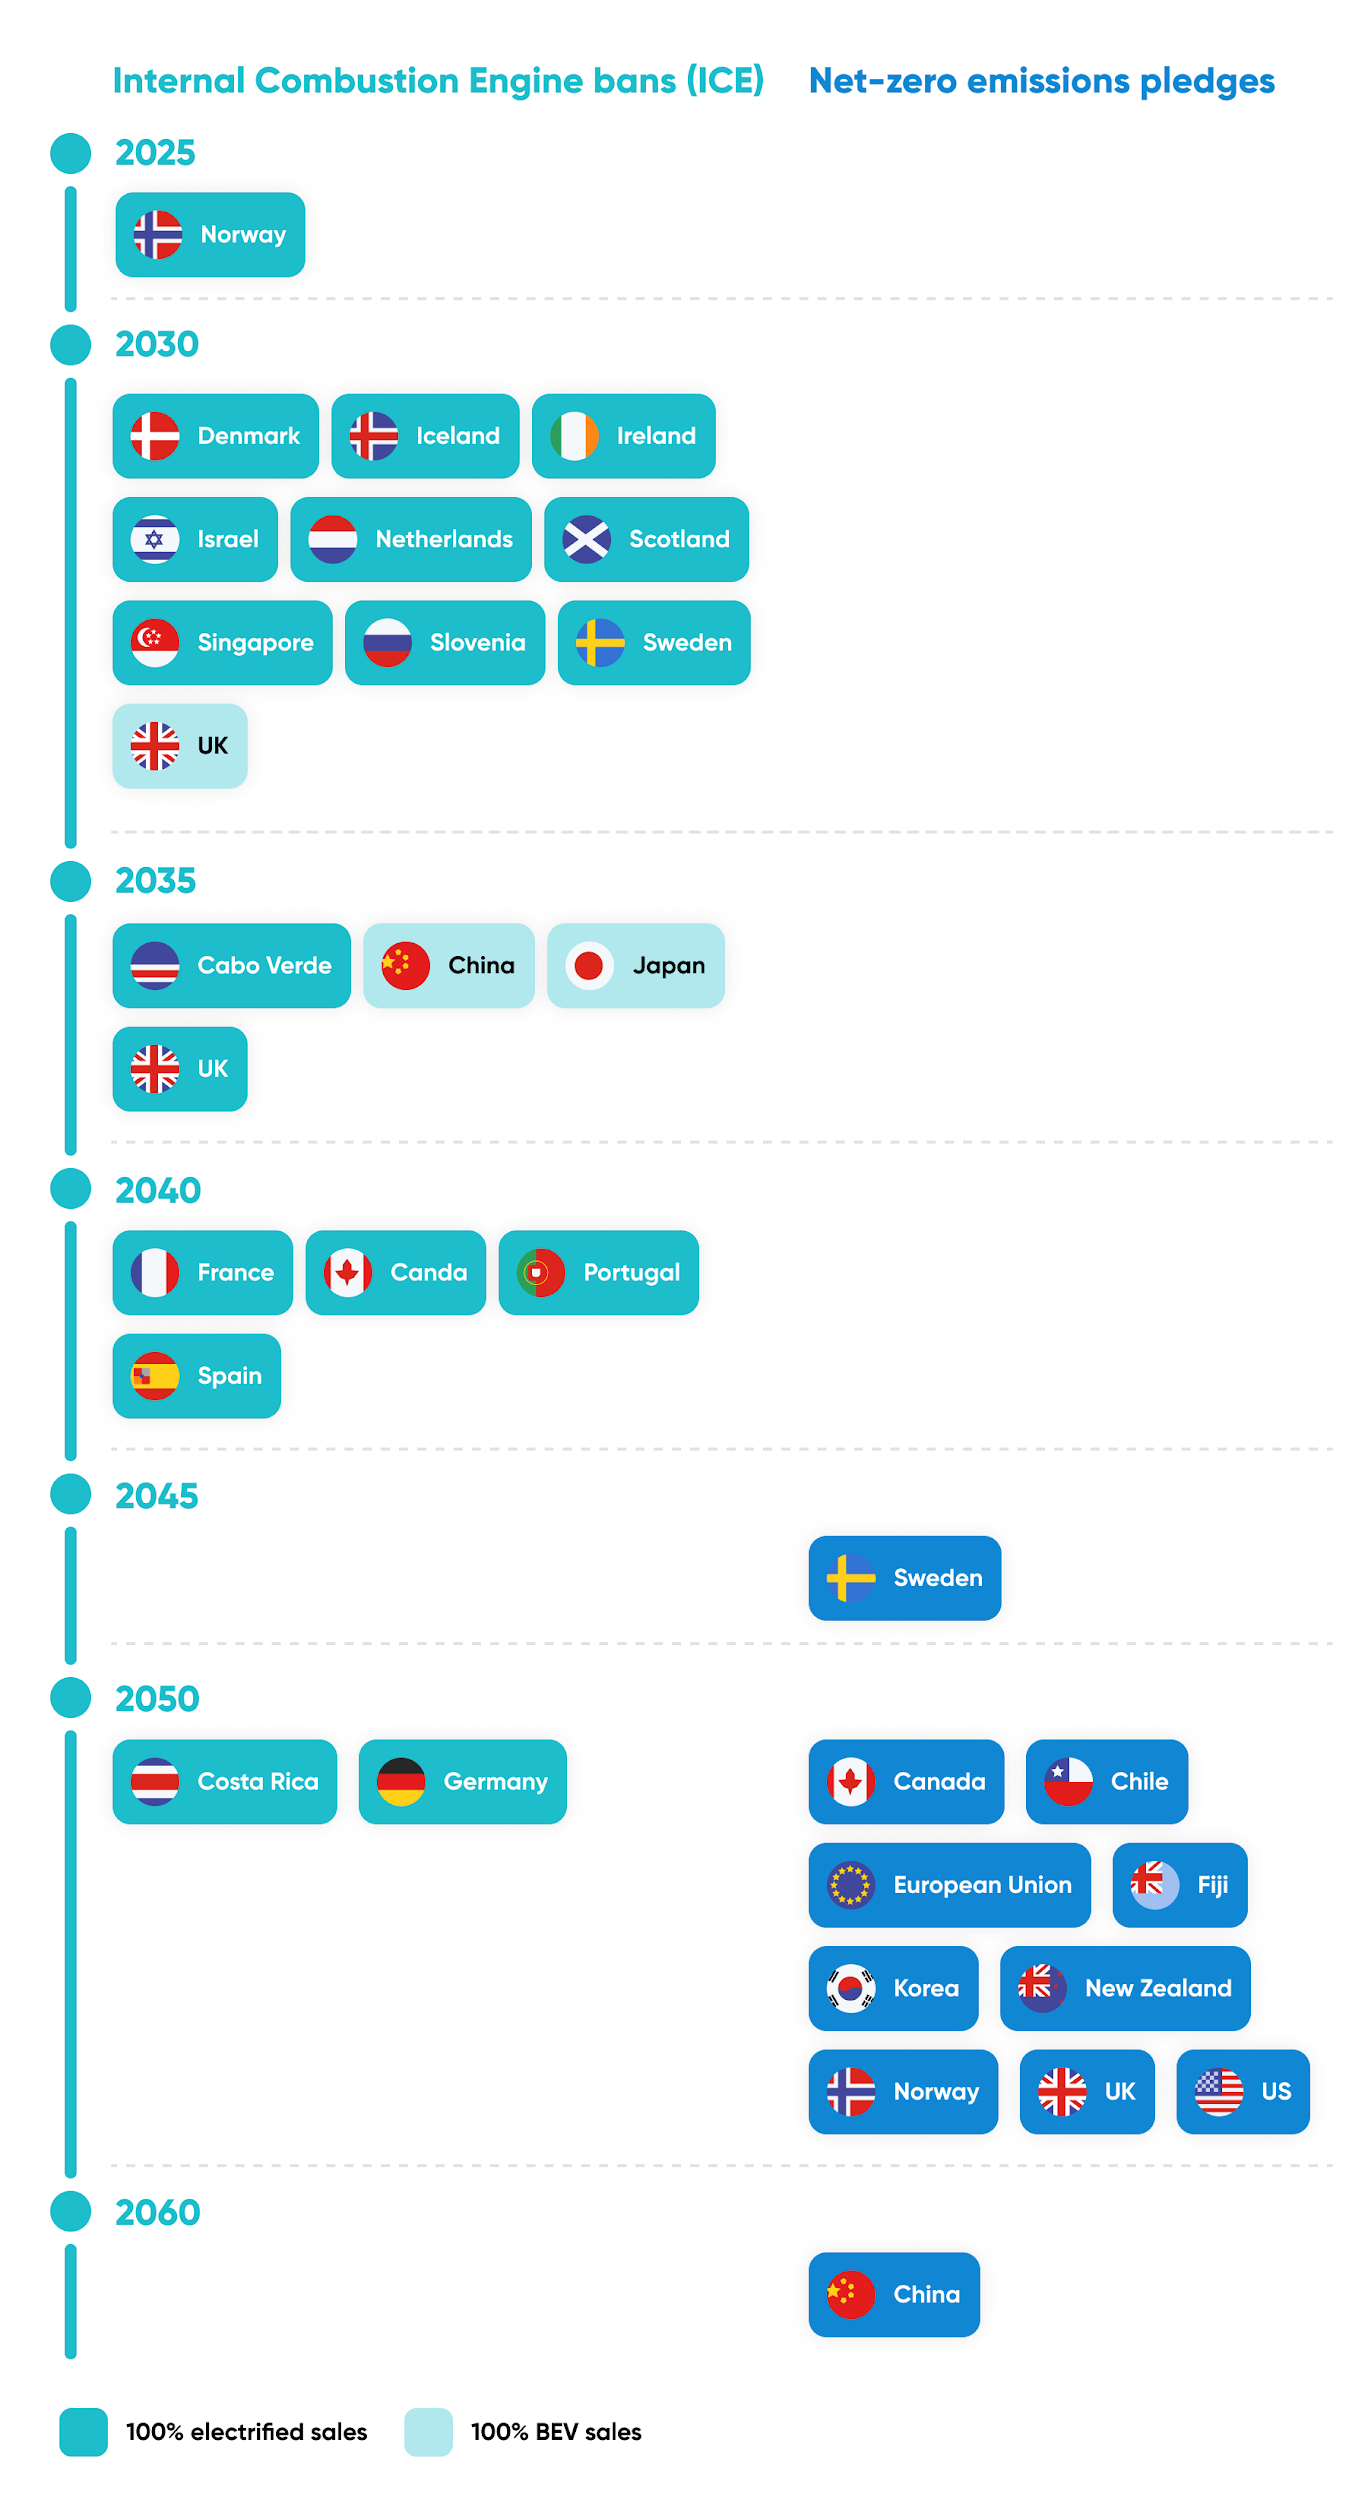 Internal Combustion Engine bans (ICE) Net-zero emissions pledges
2025
Norway
2030
Denmark Iceland Ireland
Israel Netherlands Scotland
Singapore Slovenia Sweden
UK
2035
Cabo Verde China Japan
UK
2040
France Canda Portugal
Spain
2045
Sweden
2050
Costa Rica Germany Canada Chile
European Union Fiji
Korea New Zealand
Norway UK US
2060
China
100% electrified sales 100% BEV sales